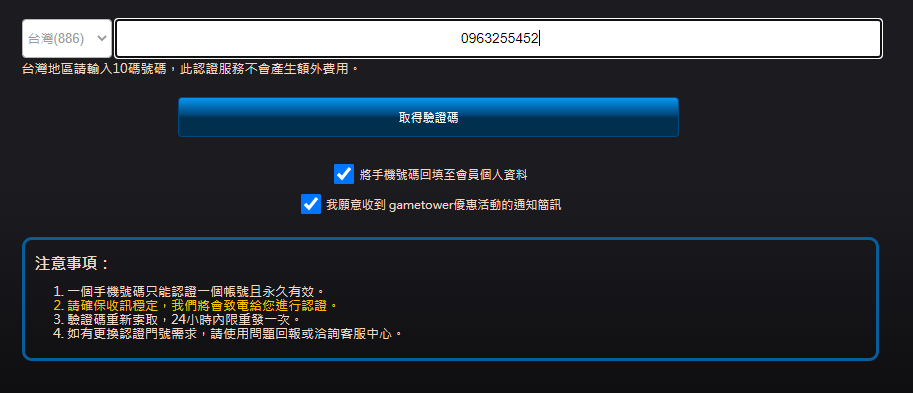 台灣(886)
0963255452
台灣地區請輸入10碼號碼，此認證服務不會產生額外費用。
取得驗證碼
將手機號碼回填至會員個人資料
我願意收到 gametower優惠活動的通知簡訊
注意事項：
1. 一個手機號碼只能認證一個帳號且永久有效。
2. 請確保收訊穩定，我們將會致電給您進行認證。
3. 驗證碼重新索取，24小時內限重發一次。
4. 如有更換認證門號需求，請使用問題回報或洽詢客服中心。